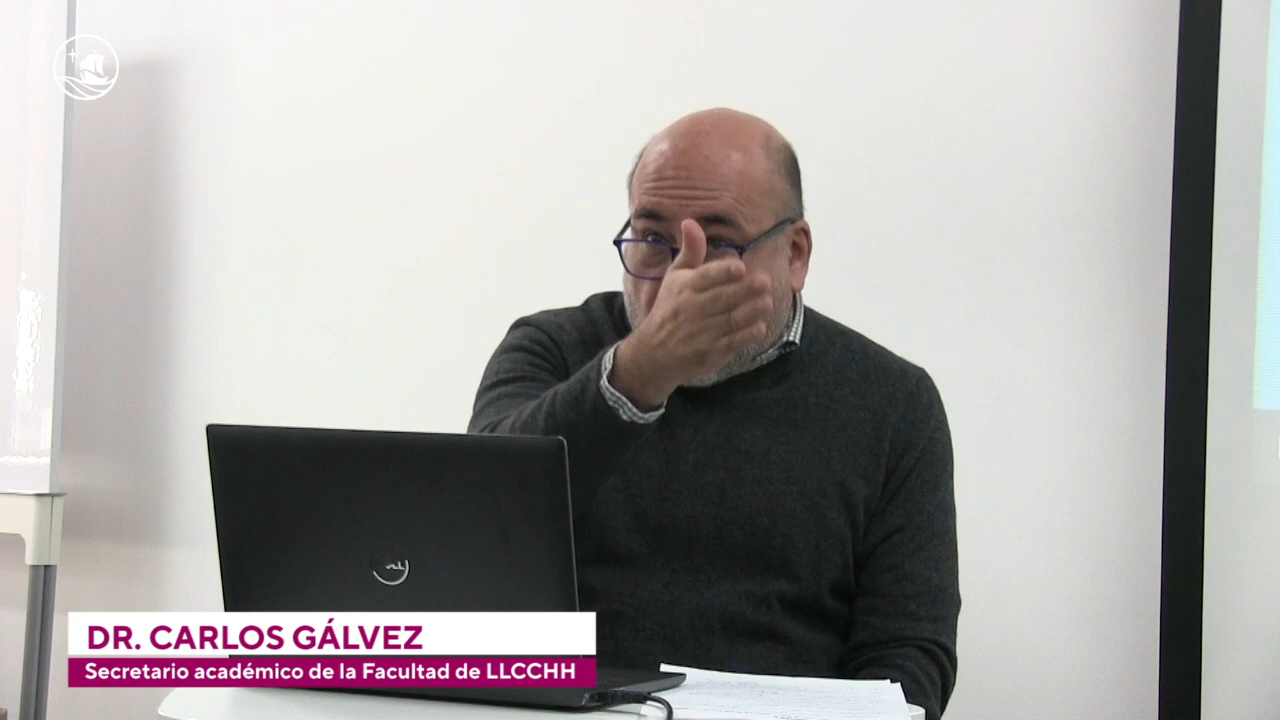 DR. CARLOS GÁLVEZ
Secretario académico de la Facultad de LLCCHH